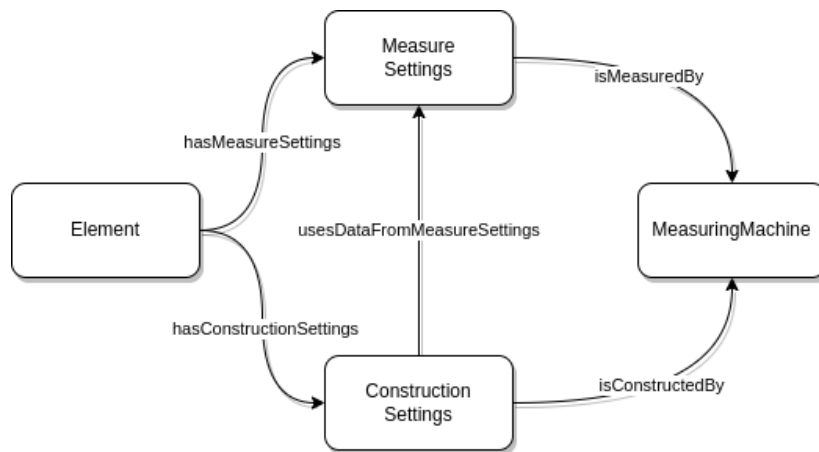 Measure
Settings
isMeasuredBy
hasMeasureSettings
Element
usesDataFromMeasureSettings
MeasuringMachine
hasConstructionSettings
Construction
Settings
isConstructedBy